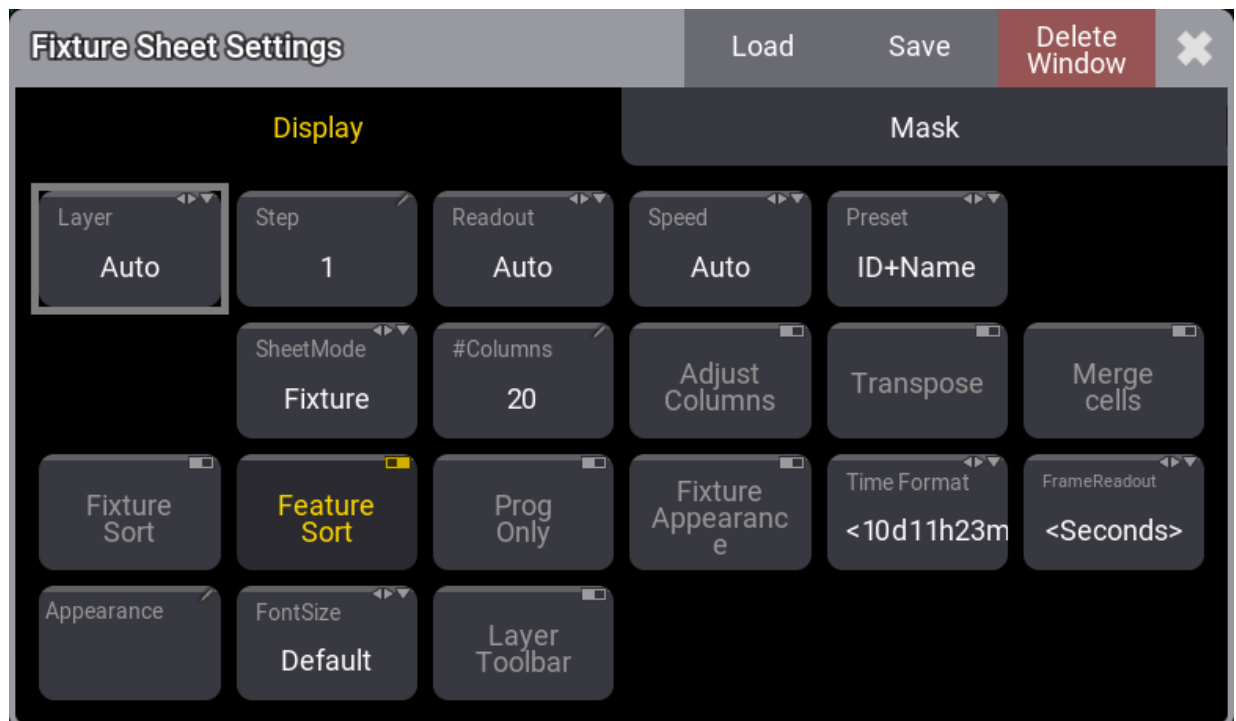 Fixture Sheet Settings
Load
Save
Delete
Window
Display
Mask
Layer
Auto
Step
1
Readout
Auto
Speed
Auto
Preset
ID+Name
SheetMode
Fixture
#Columns
20
Adjust
Columns
Transpose
Merge
cells
Fixture
Sort
Feature
Sort
Prog
Only
Fixture
Appearanc
e
Time Format
<10d11h23m
FrameReadout
<Seconds>
Appearance
FontSize
Default
Layer
Toolbar